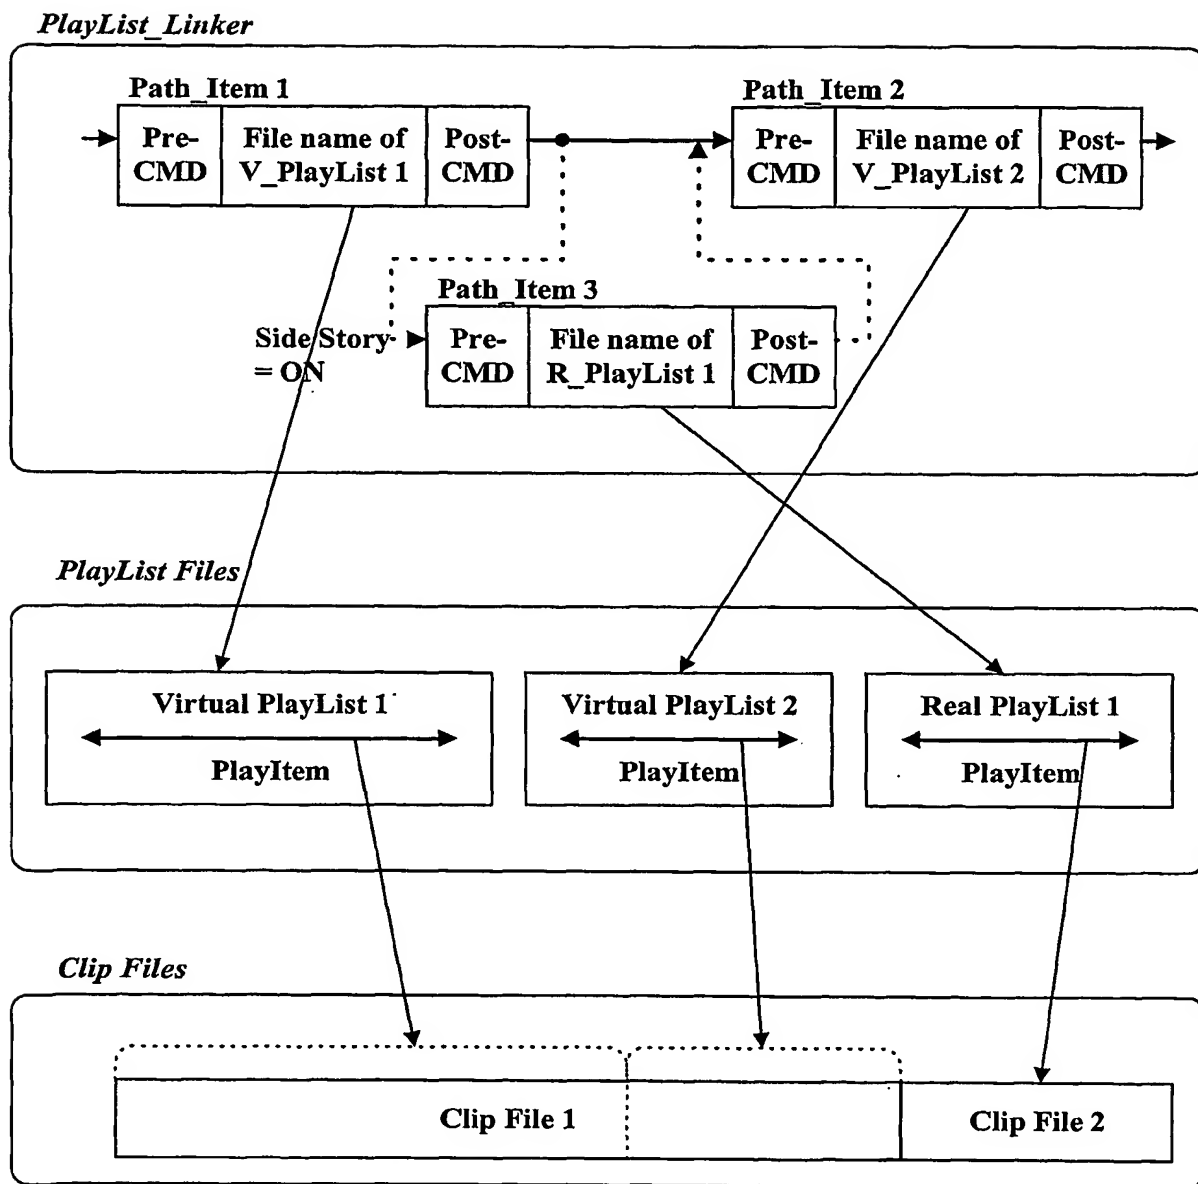 PlayList_Linker
Path_Item 1
Pre-
CMD
File name of
V_PlayList 1
Post-
CMD
Path_Item 2
Pre-
CMD
File name of
V_PlayList 2
Post-
CMD
Path_Item 3
Side Story
= ON
Pre-
CMD
File name of
R_PlayList 1
Post-
CMD
PlayList Files
Virtual PlayList 1
PlayItem
Virtual PlayList 2
PlayItem
Real PlayList 1
PlayItem
Clip Files
Clip File 1
Clip File 2